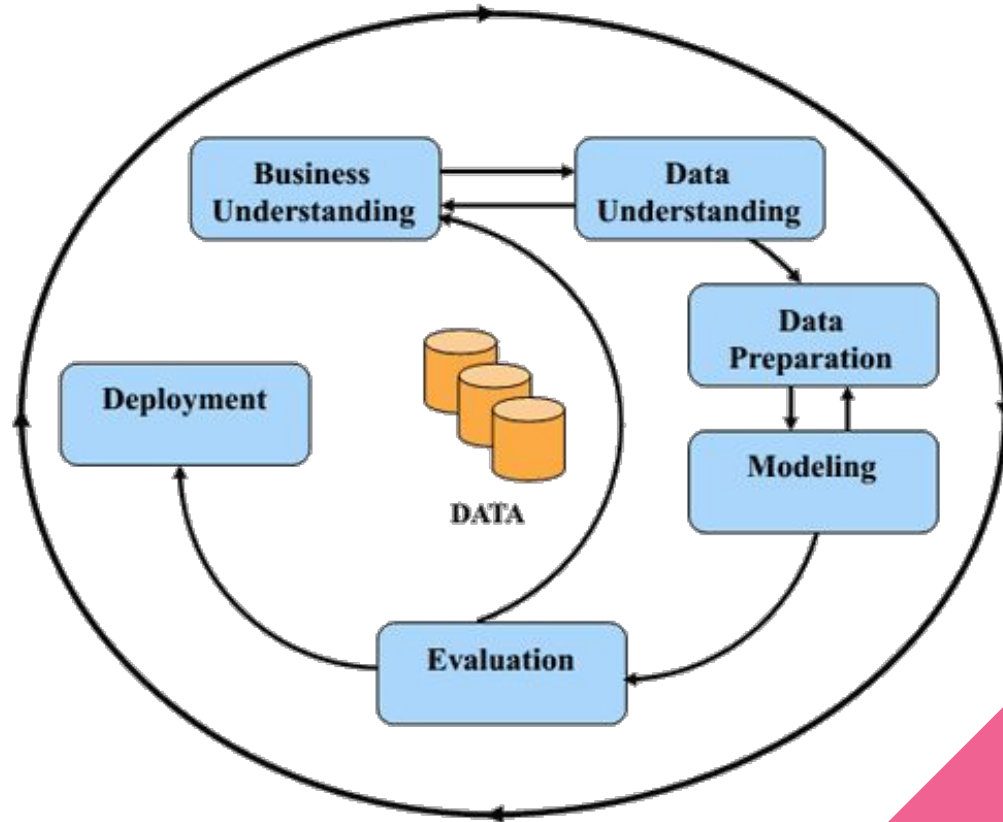 Business
Understanding
Data
Understanding
Data
Preparation
Deployment
Modeling
DATA
Evaluation